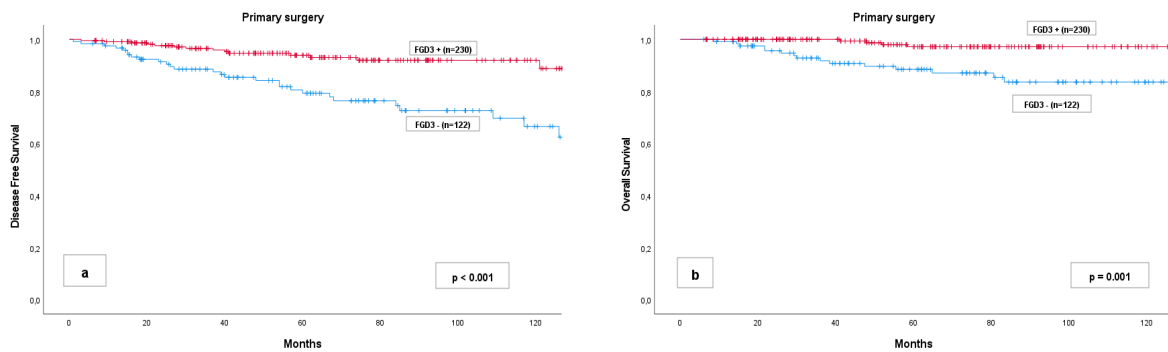 Primary surgery
FGD3 + (n=230)
FGD3 - (n=122)
Disease Free Survival
1,0
0,8
0,6
0,4
0,2
0,0
a
p < 0.001
0 20 40 60 80 100 120
Months
Primary surgery
FGD3 + (n=230)
FGD3 - (n=122)
Overall Survival
1,0
0,8
0,6
0,4
0,2
0,0
b
p = 0.001
0 20 40 60 80 100 120
Months